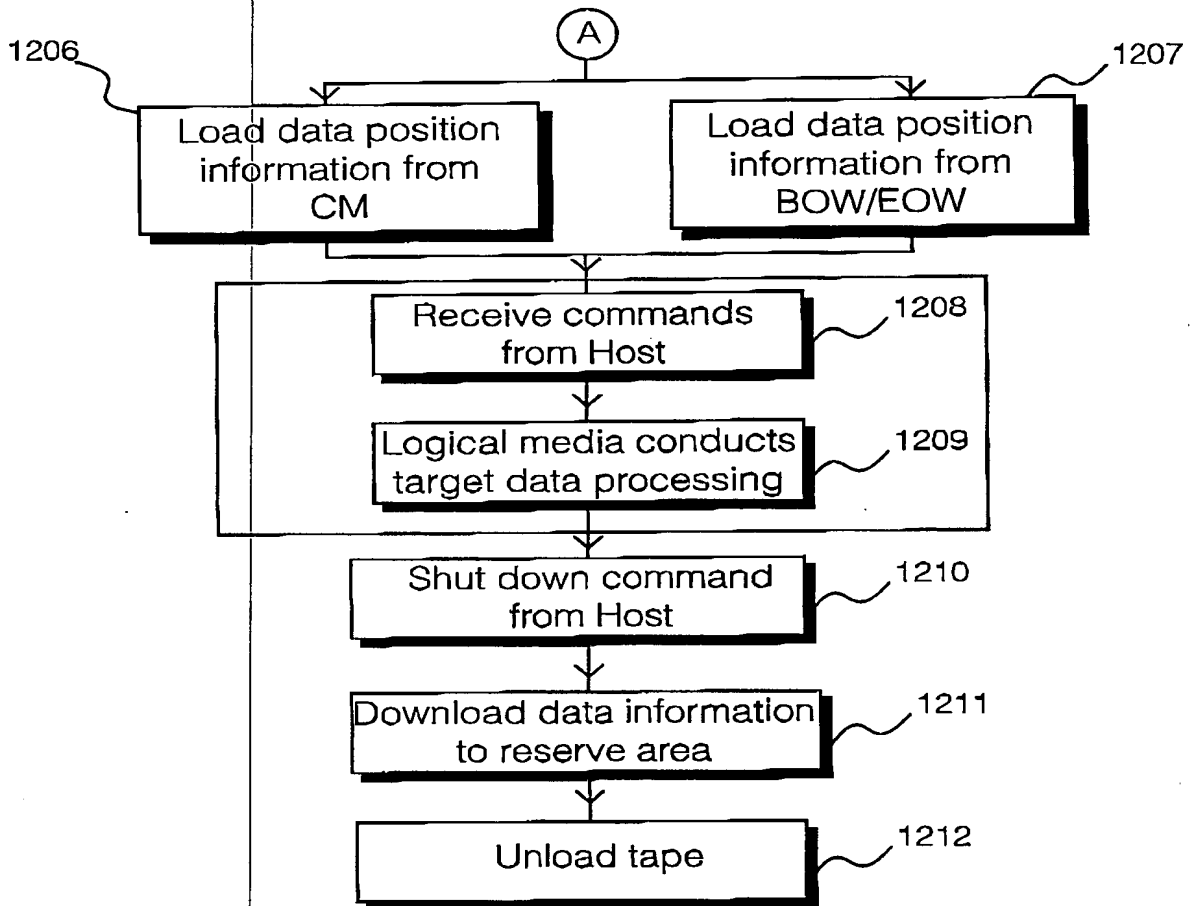 A
1206
1207
Load data position
information from
CM
Load data position
information from
BOW/EOW
Receive commands
from Host
1208
Logical media conducts
target data processing
1209
Shut down command
from Host
1210
Download data information
to reserve area
1211
Unload tape
1212